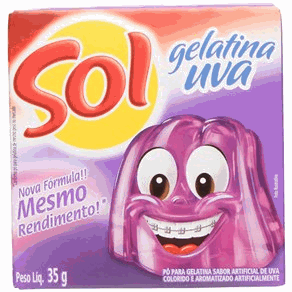 Sol
gelatina
uva
Nova Fórmula!!
Mesmo
Rendimento!*
Peso Líq. 35 g
PÓ PARA GELATINA SABOR ARTIFICIAL DE UVA
COLORIDO E AROMATIZADO ARTIFICIALMENTE